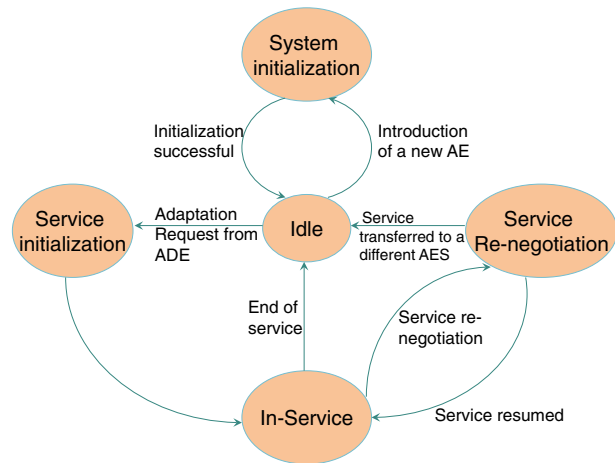 System
initialization
Initialization
successful
Introduction
of a new AE
Service
initialization
Adaptation
Request from
ADE
Idle
Service
transferred to a
different AES
Service
Re-negotiation
End of
service
Service re-
negotiation
In-Service
Service resumed